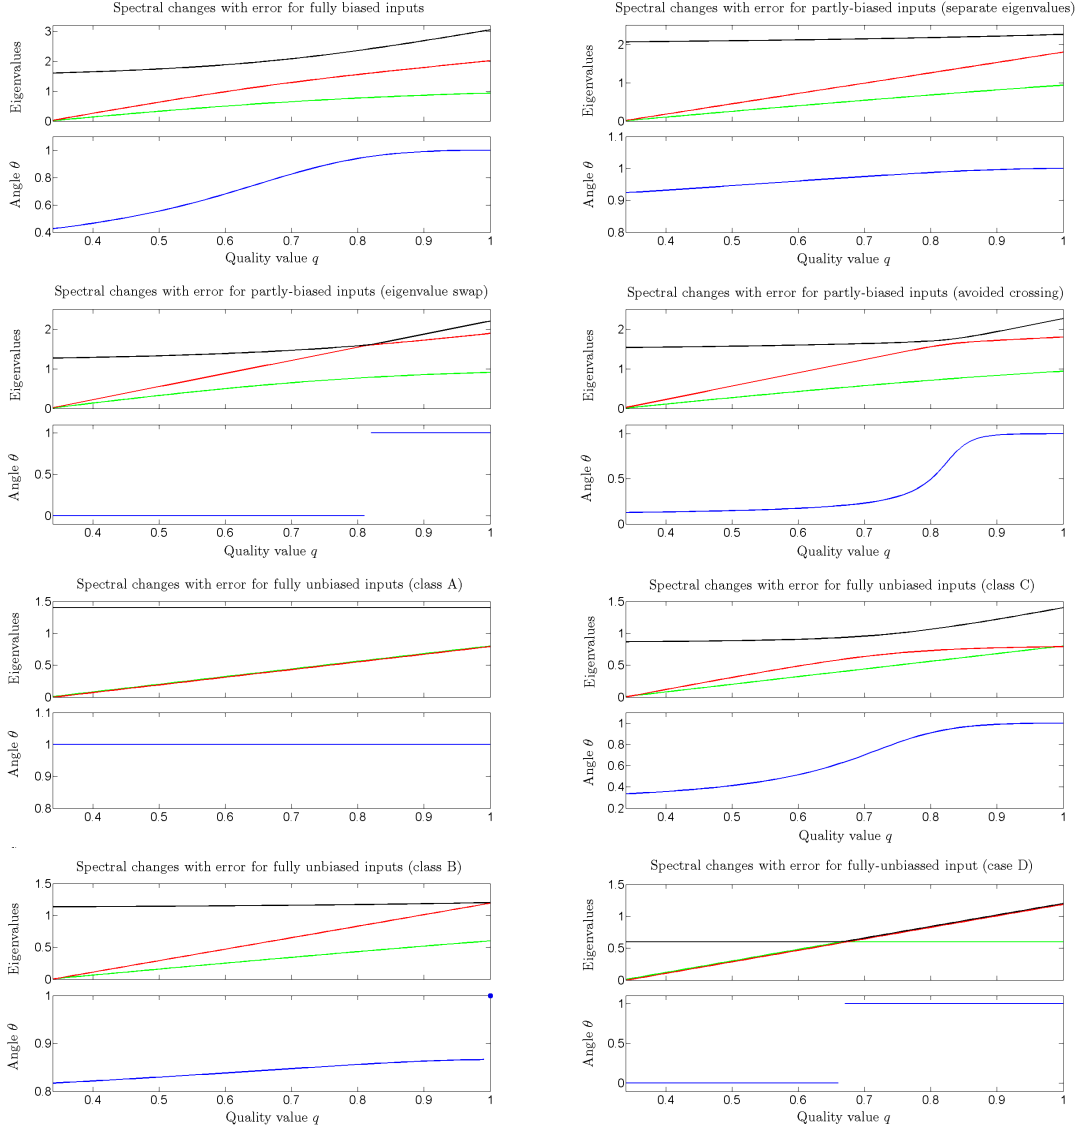 Spectral changes with error for fully biased inputs
3
2
1
0
Eigenvalues
1
0.8
0.6
0.4
Angle θ
0.4 0.5 0.6 0.7 0.8 0.9 1
Quality value q
Spectral changes with error for partly-biased inputs (separate eigenvalues)
2
1
0
Eigenvalues
1.1
1
0.9
0.8
Angle θ
0.4 0.5 0.6 0.7 0.8 0.9 1
Quality value q
Spectral changes with error for partly-biased inputs (eigenvalue swap)
2
1
0
Eigenvalues
1
0.5
0
Angle θ
0.4 0.5 0.6 0.7 0.8 0.9 1
Quality value q
Spectral changes with error for partly-biased inputs (avoided crossing)
2
1
0
Eigenvalues
1
0.5
0
Angle θ
0.4 0.5 0.6 0.7 0.8 0.9 1
Quality value q
Spectral changes with error for fully unbiased inputs (class A)
1.5
1
0.5
0
Eigenvalues
1.1
1
0.9
0.8
Angle θ
0.4 0.5 0.6 0.7 0.8 0.9 1
Spectral changes with error for fully unbiased inputs (class C)
1.5
1
0.5
0
Eigenvalues
1
0.8
0.6
0.4
0.2
Angle θ
0.4 0.5 0.6 0.7 0.8 0.9 1
Quality value q
Spectral changes with error for fully unbiased inputs (class B)
1.5
1
0.5
0
Eigenvalues
1
0.9
0.8
Angle θ
0.4 0.5 0.6 0.7 0.8 0.9 1
Quality value q
Spectral changes with error for fully-unbiassed input (case D)
1.5
1
0.5
0
Eigenvalues
1
0.5
0
Angle θ
0.4 0.5 0.6 0.7 0.8 0.9 1
Quality value q